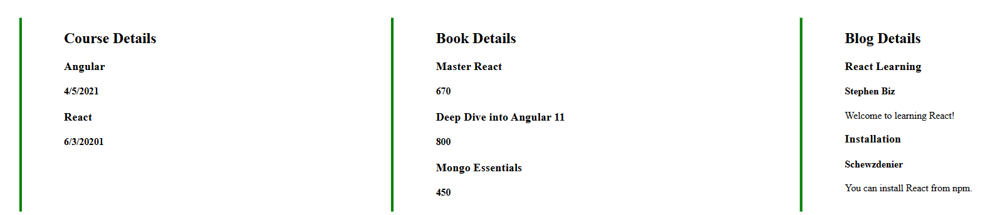 Course Details
Angular
4/5/2021
React
6/3/20201
Book Details
Master React
670
Deep Dive into Angular 11
800
Mongo Essentials
450
Blog Details
React Learning
Stephen Biz
Welcome to learning React!
Installation
Schewzdenier
You can install React from npm.